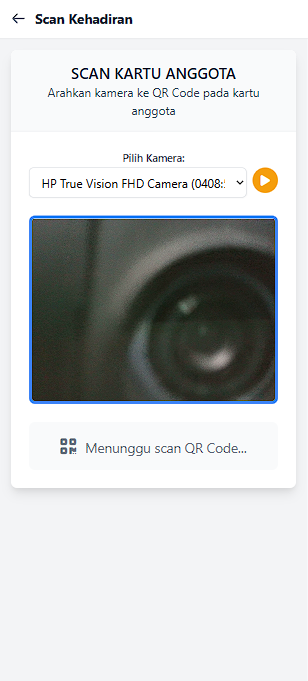 Scan Kehadiran
SCAN KARTU ANGGOTA
Arahkan kamera ke QR Code pada kartu
anggota
Pilih Kamera:
HP True Vision FHD Camera (0408:
Menunggu scan QR Code...